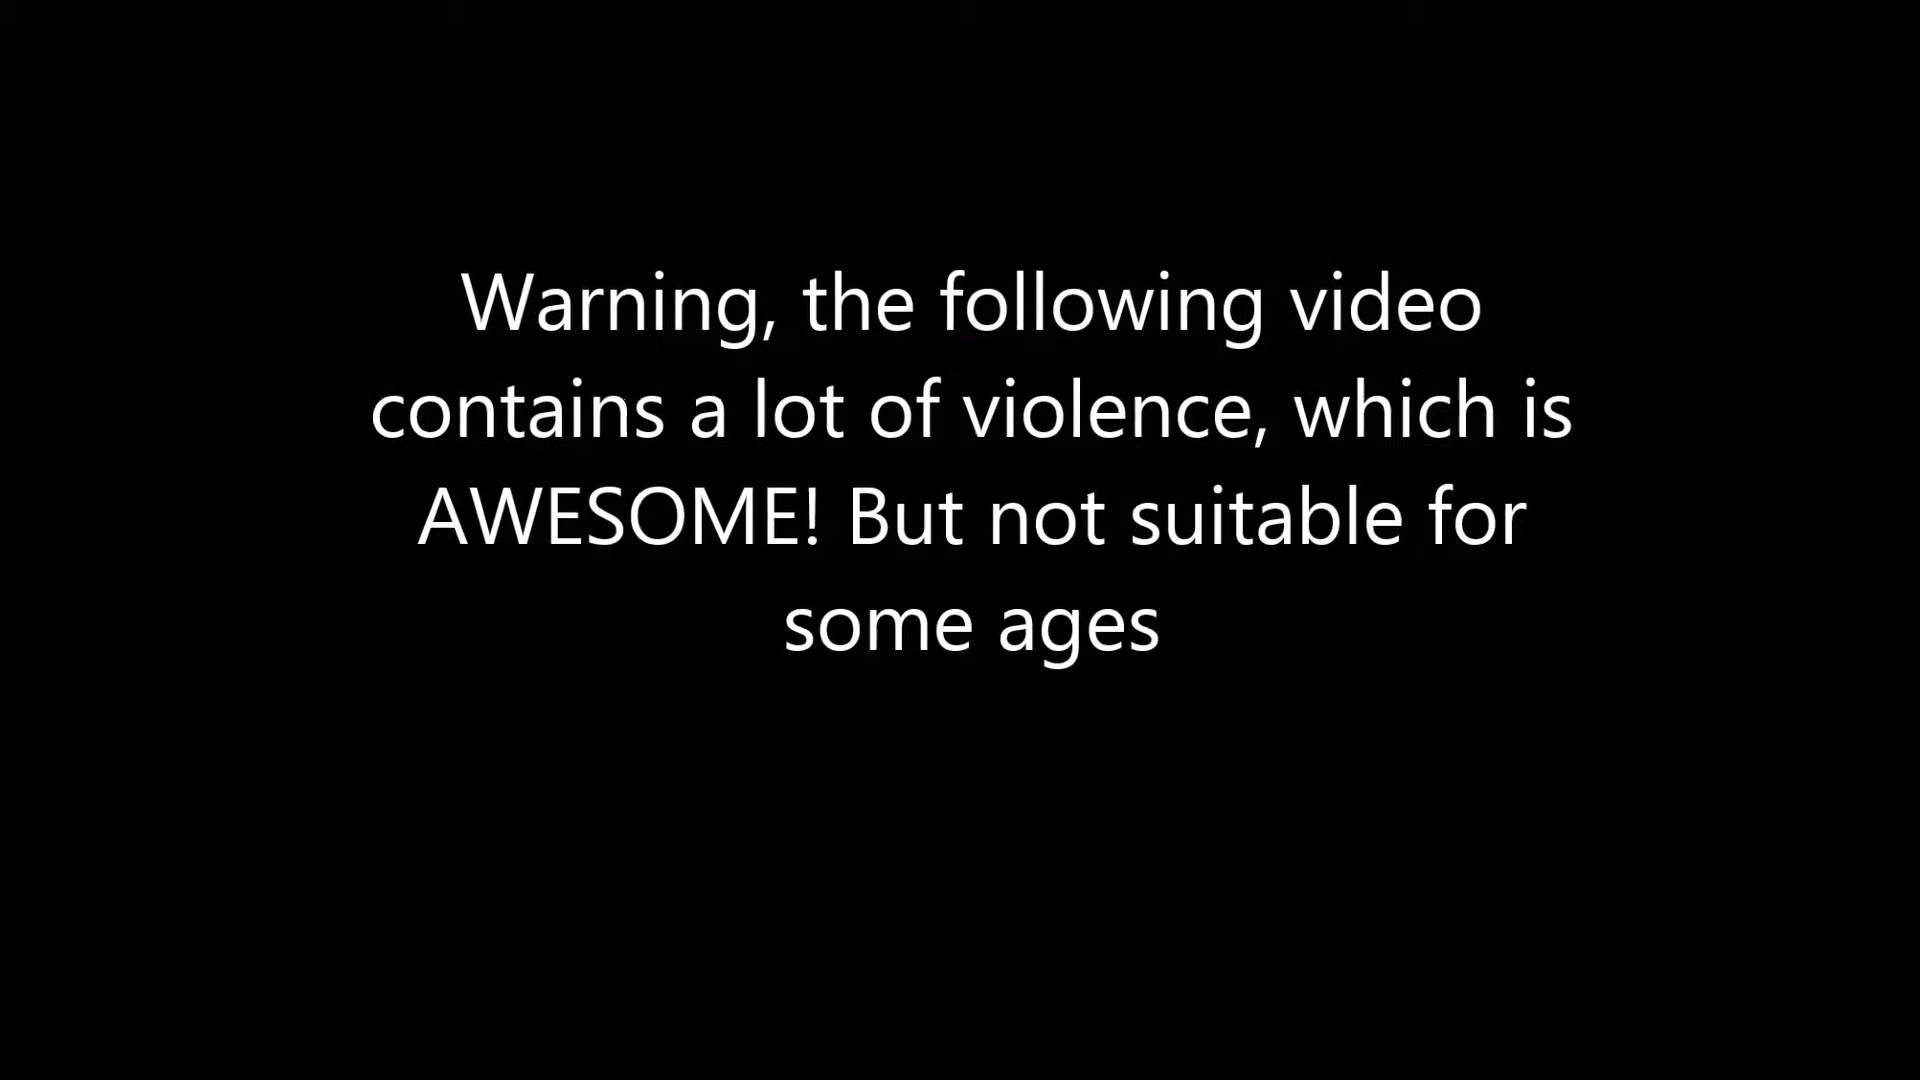 Warning, the following video
contains a lot of violence, which is
AWESOME! But not suitable for
some ages